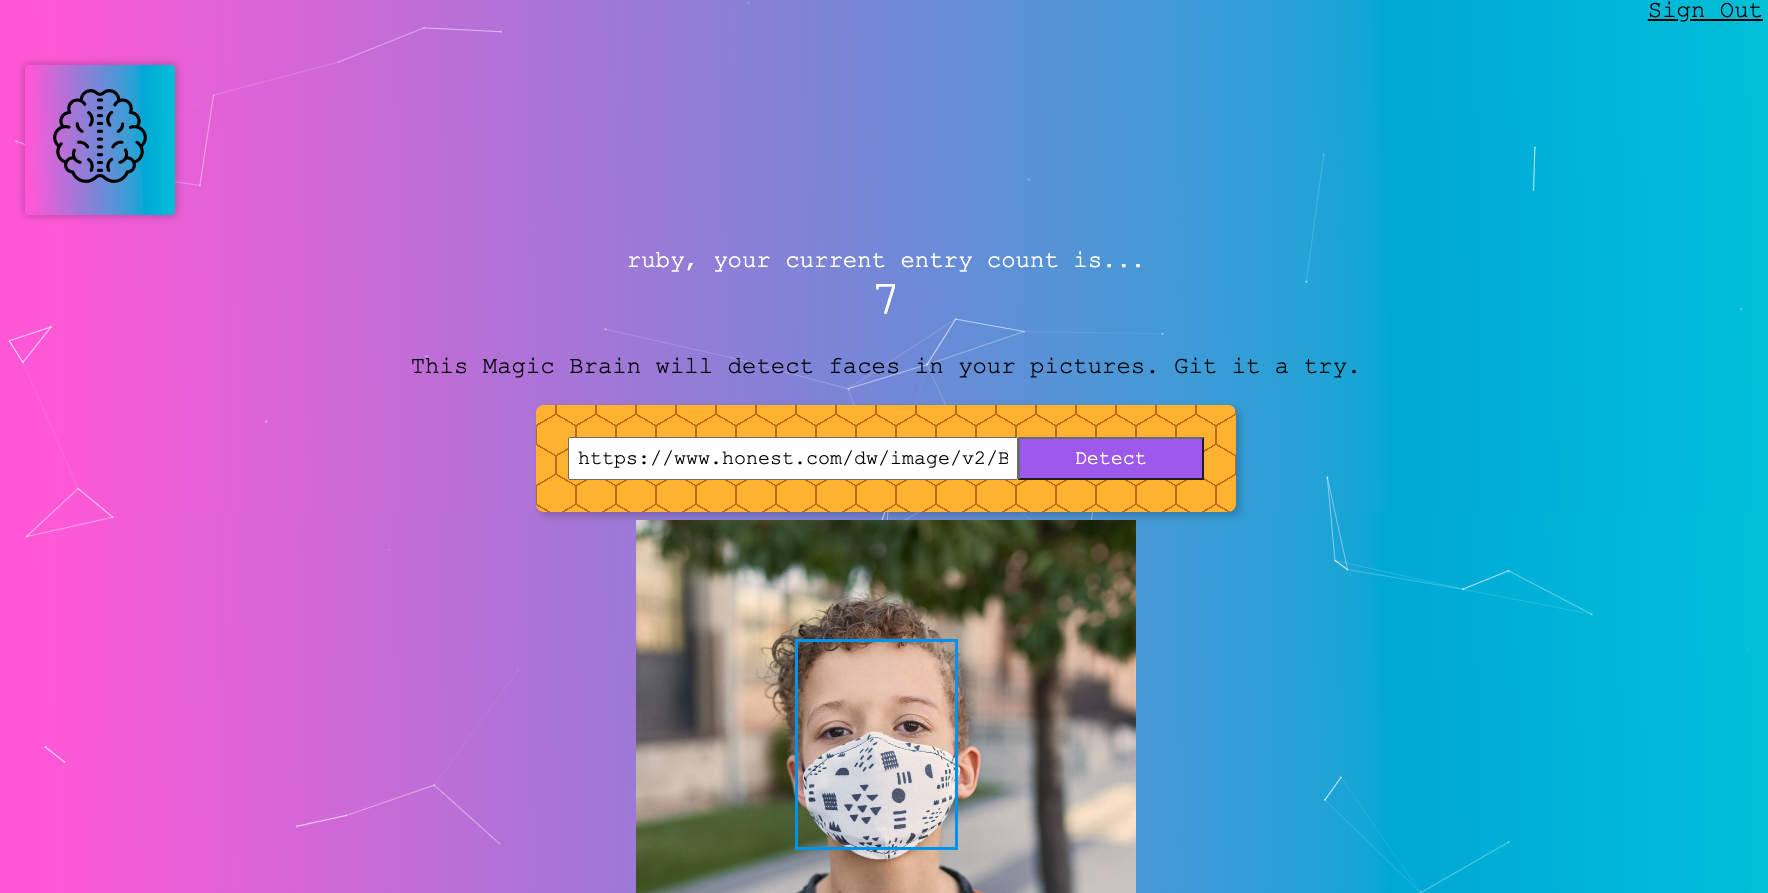 Sign Out
ruby, your current entry count is...
7
This Magic Brain will detect faces in your pictures. Git it a try.
https://www.honest.com/dw/image/v2/B
Detect